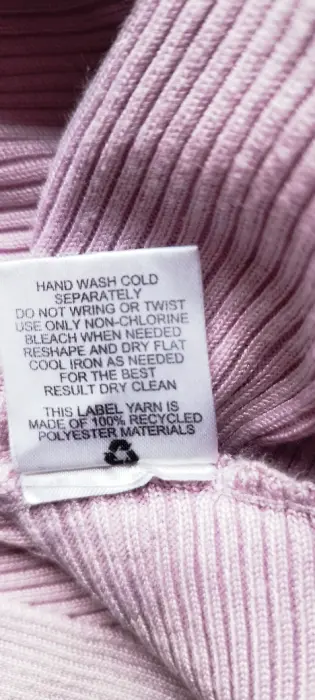 HAND WASH COLD
SEPARATELY
DO NOT WRING OR TWIST
USE ONLY NON-CHLORINE
BLEACH WHEN NEEDED
RESHAPE AND DRY FLAT
COOL IRON AS NEEDED
FOR THE BEST
RESULT DRY CLEAN
THIS LABEL YARN IS
MADE OF 100% RECYCLED
POLYESTER MATERIALS